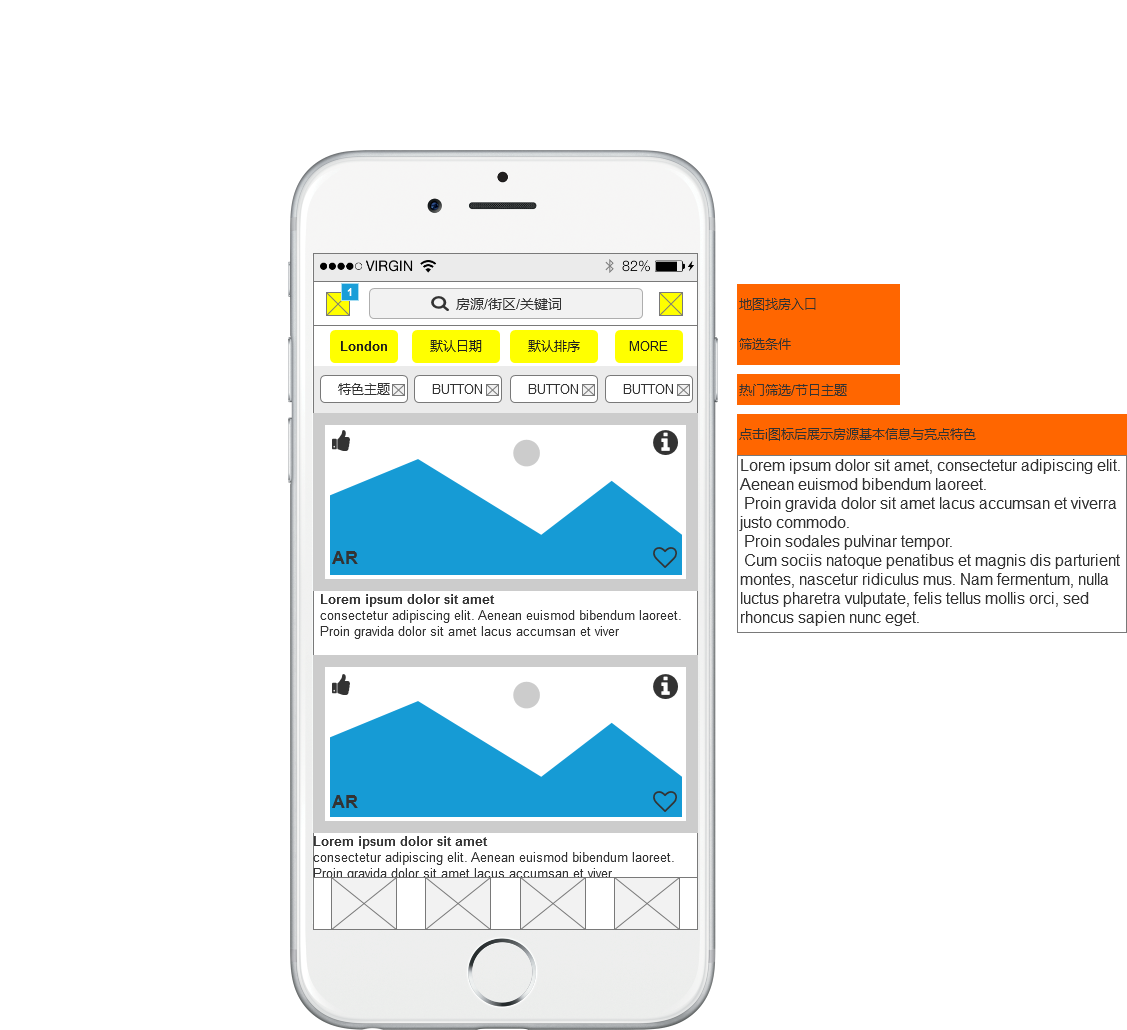 VIRGIN 82%
1
房源/街区/关键词
London 默认日期 默认排序 MORE
特色主题 BUTTON BUTTON BUTTON
AR
Lorem ipsum dolor sit amet
consectetur adipiscing elit. Aenean euismod bibendum laoreet.
Proin gravida dolor sit amet lacus accumsan et viver
AR
Lorem ipsum dolor sit amet
consectetur adipiscing elit. Aenean euismod bibendum laoreet.
Proin gravida dolor sit amet lacus accumsan et viver
地图找房入口
筛选条件
热门筛选/节日主题
点击i图标后展示房源基本信息与亮点特色
Lorem ipsum dolor sit amet, consectetur adipiscing elit.
Aenean euismod bibendum laoreet.
Proin gravida dolor sit amet lacus accumsan et viverra
justo commodo.
Proin sodales pulvinar tempor.
Cum sociis natoque penatibus et magnis dis parturient
montes, nascetur ridiculus mus. Nam fermentum, nulla
luctus pharetra vulputate, felis tellus mollis orci, sed
rhoncus sapien nunc eget.